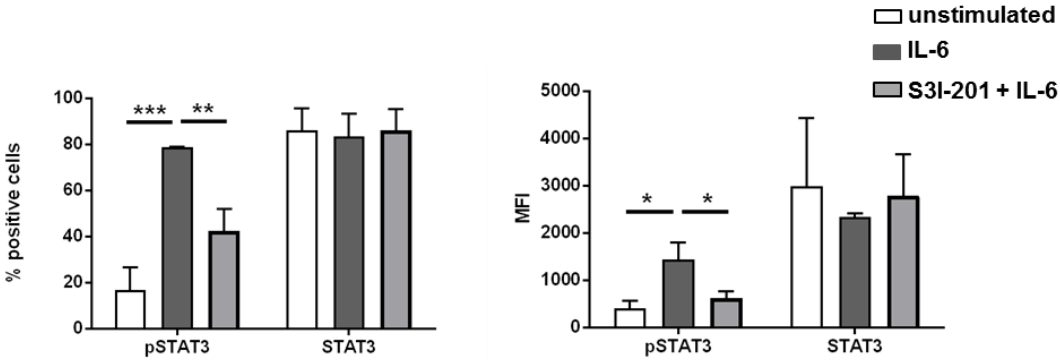 unstimulated
IL-6
S3I-201 + IL-6
% positive cells
100
80
60
40
20
0
*** **
pSTAT3 STAT3
MFI
5000
4000
3000
2000
1000
0
* *
pSTAT3 STAT3